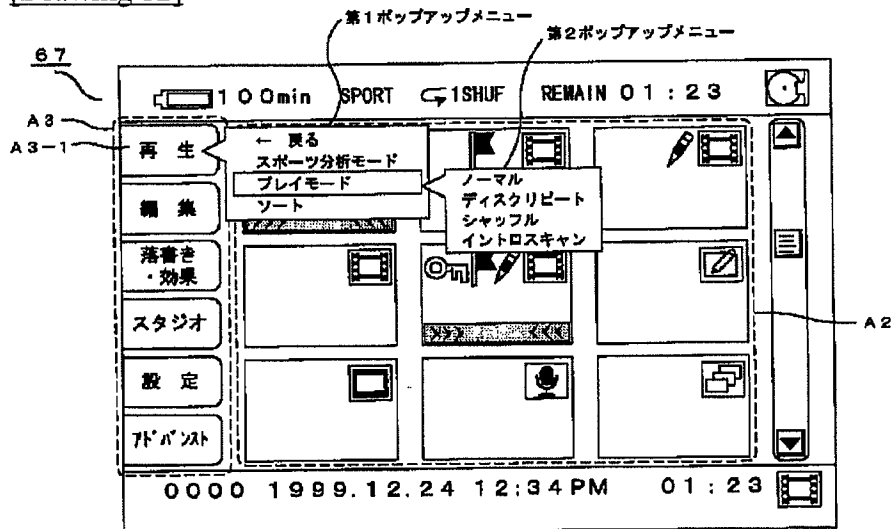 [Drawing 12]
第1ポップアップメニュー
第2ポップアップメニュー
67
100min SPORT 1SHUF REMAIN 01:23
A3
A3-1
再 生
← 戻る
スポーツ分析モード
プレイモード
ソート
ノーマル
ディスクリピート
シャッフル
イントロスキャン
編 集
落書き
・効果
スタジオ
A2
設 定
ｱﾄﾞﾊﾞﾝｽﾄ
0000 1999.12.24 12:34PM 01:23